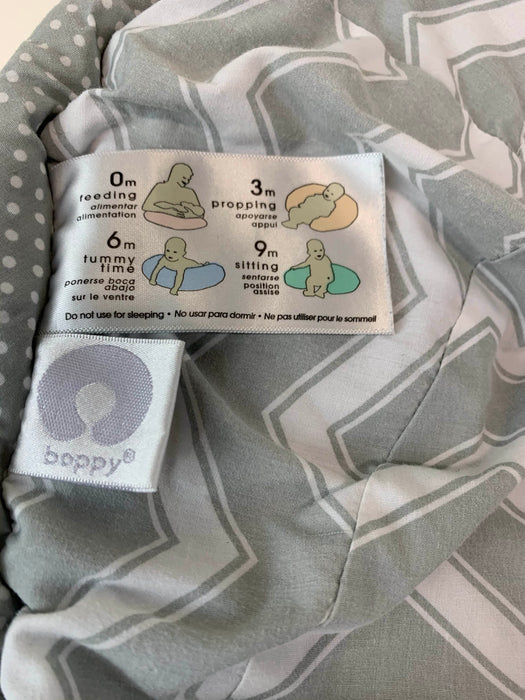 0m
feeding
alimentar
alimentation
3m
propping
apoyarse
appui
6m
tummy
time
ponerse boca
abajo
sur le ventre
9m
sitting
sentarse
position
assise
Do not use for sleeping • No usar para dormir • Ne pas utiliser pour le sommeil
boppy®